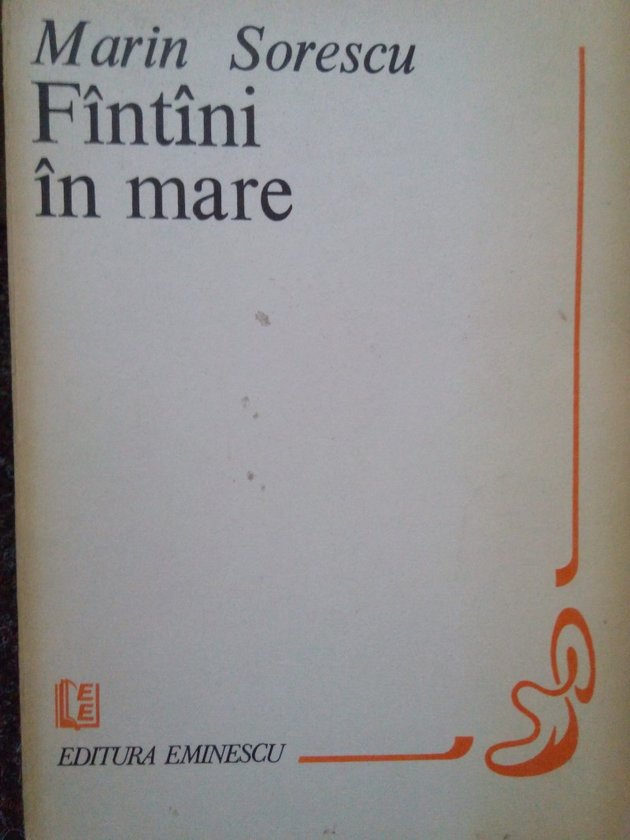 Marin Sorescu
Fîntîni
în mare
E
E
EDITURA EMINESCU